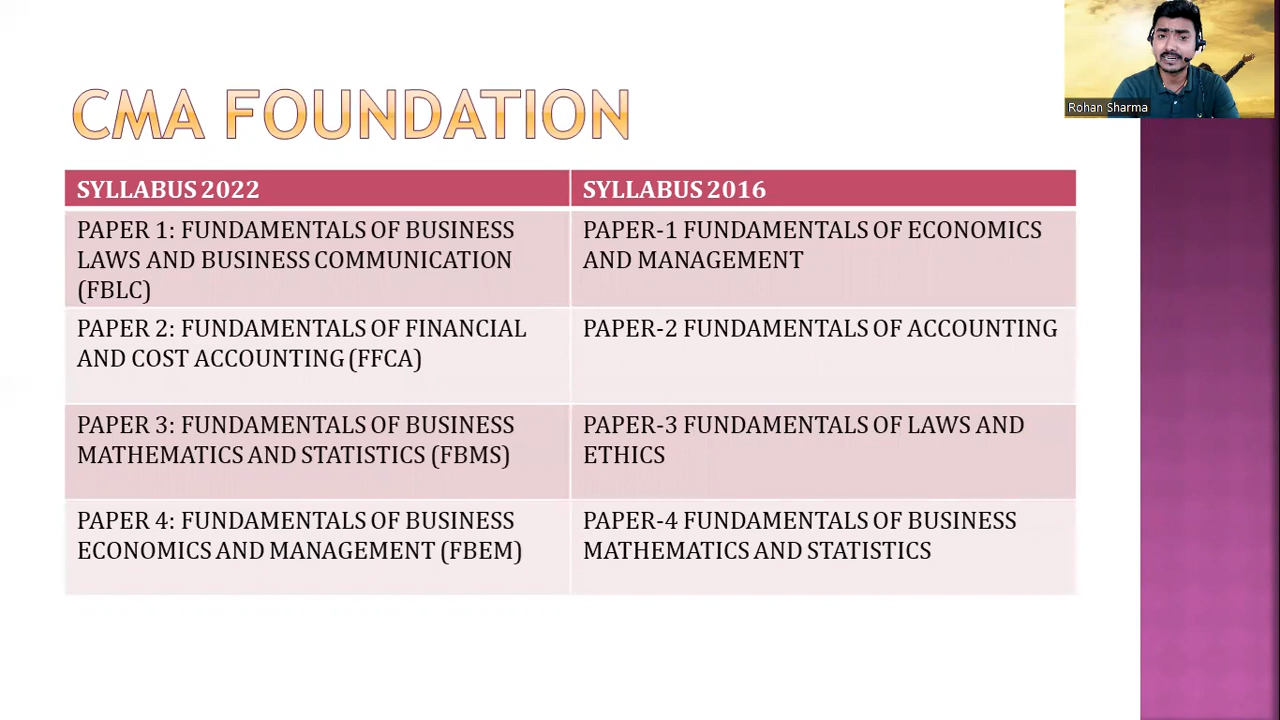 Rohan Sharma
CMA FOUNDATION
SYLLABUS 2022
SYLLABUS 2016
PAPER 1: FUNDAMENTALS OF BUSINESS
LAWS AND BUSINESS COMMUNICATION
(FBLC)
PAPER-1 FUNDAMENTALS OF ECONOMICS
AND MANAGEMENT
PAPER 2: FUNDAMENTALS OF FINANCIAL
AND COST ACCOUNTING (FFCA)
PAPER-2 FUNDAMENTALS OF ACCOUNTING
PAPER 3: FUNDAMENTALS OF BUSINESS
MATHEMATICS AND STATISTICS (FBMS)
PAPER-3 FUNDAMENTALS OF LAWS AND
ETHICS
PAPER 4: FUNDAMENTALS OF BUSINESS
ECONOMICS AND MANAGEMENT (FBEM)
PAPER-4 FUNDAMENTALS OF BUSINESS
MATHEMATICS AND STATISTICS